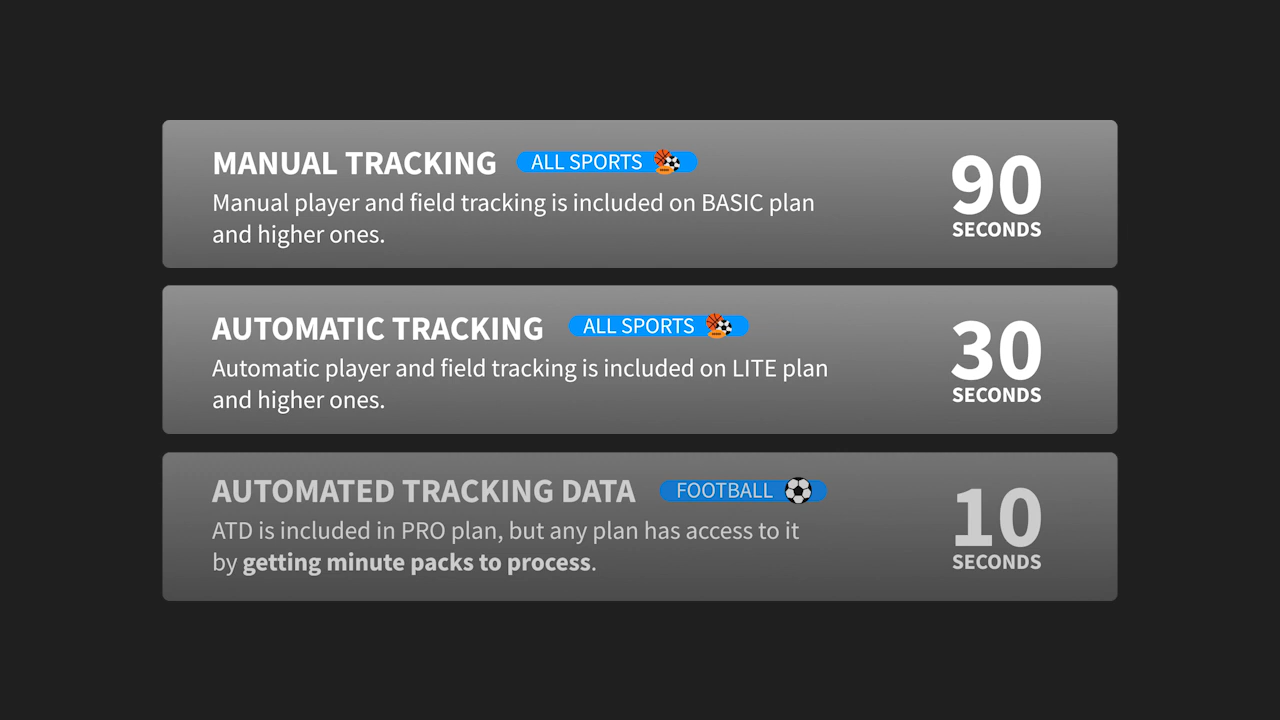 MANUAL TRACKING ALL SPORTS
Manual player and field tracking is included on BASIC plan
and higher ones.
90
SECONDS
AUTOMATIC TRACKING ALL SPORTS
Automatic player and field tracking is included on LITE plan
and higher ones.
30
SECONDS
AUTOMATED TRACKING DATA FOOTBALL
ATD is included in PRO plan, but any plan has access to it
by getting minute packs to process.
10
SECONDS